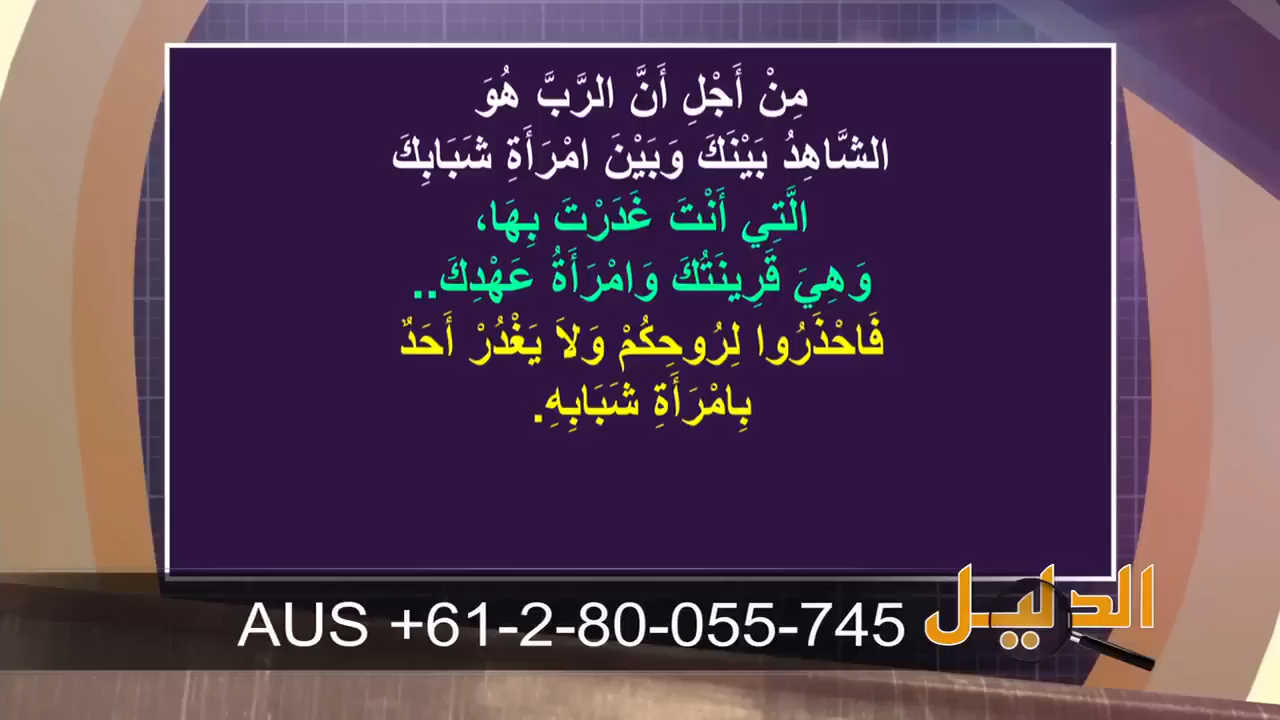 مِنْ أَجْلِ أَنَّ الرَّبَّ هُوَ
الشَّاهِدُ بَيْنَكَ وَبَيْنَ امْرَأَةِ شَبَابِكَ
الَّتِي أَنْتَ غَدَرْتَ بِهَا،
وَهِيَ قَرِينَتُكَ وَامْرَأَةُ عَهْدِكَ..
فَاحْذَرُوا لِرُوحِكُمْ وَلاَ يَغْدُرْ أَحَدٌ
بِامْرَأَةِ شَبَابِهِ.
AUS +61-2-80-055-745
الدليل